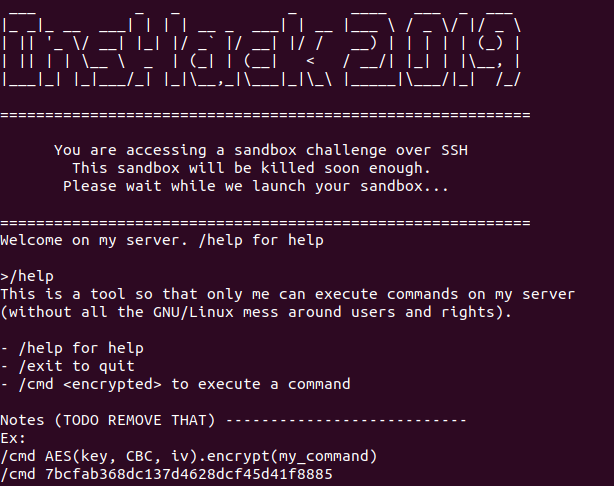 InsHack 2019
==========================================================
You are accessing a sandbox challenge over SSH
This sandbox will be killed soon enough.
Please wait while we launch your sandbox...
==========================================================
Welcome on my server. /help for help
>/help
This is a tool so that only me can execute commands on my server
(without all the GNU/Linux mess around users and rights).
- /help for help
- /exit to quit
- /cmd <encrypted> to execute a command
Notes (TODO REMOVE THAT) ---------------------------
Ex:
/cmd AES(key, CBC, iv).encrypt(my_command)
/cmd 7bcfab368dc137d4628dcf45d41f8885